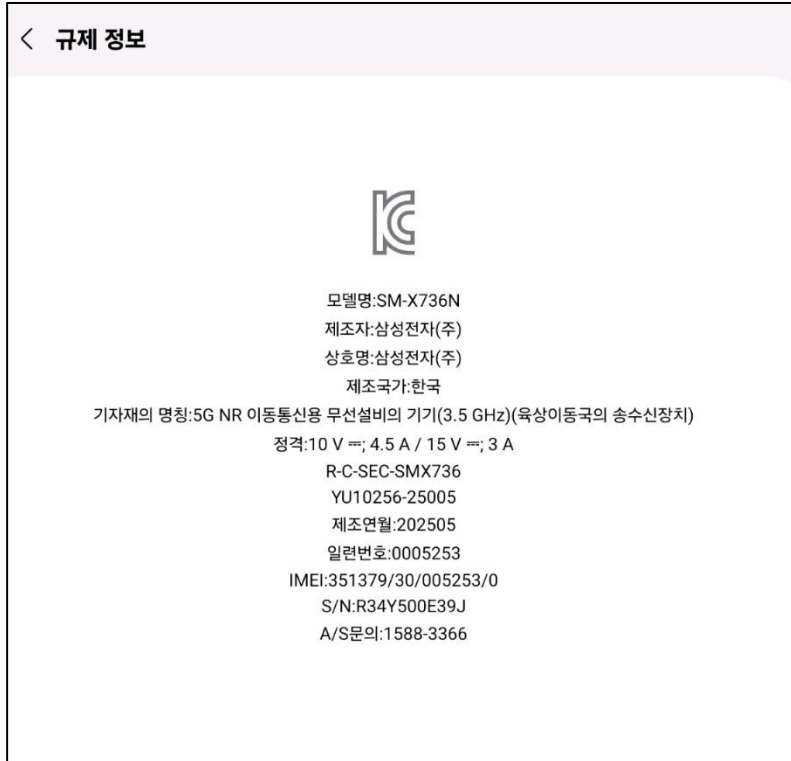 규제 정보
모델명:SM-X736N
제조자:삼성전자(주)
상호명:삼성전자(주)
제조국가:한국
기자재의 명칭:5G NR 이동통신용 무선설비의 기기(3.5 GHz)(육상이동국의 송수신장치)
정격:10 V ⎓; 4.5 A / 15 V ⎓; 3 A
R-C-SEC-SMX736
YU10256-25005
제조연월:202505
일련번호:0005253
IMEI:351379/30/005253/0
S/N:R34Y500E39J
A/S문의:1588-3366